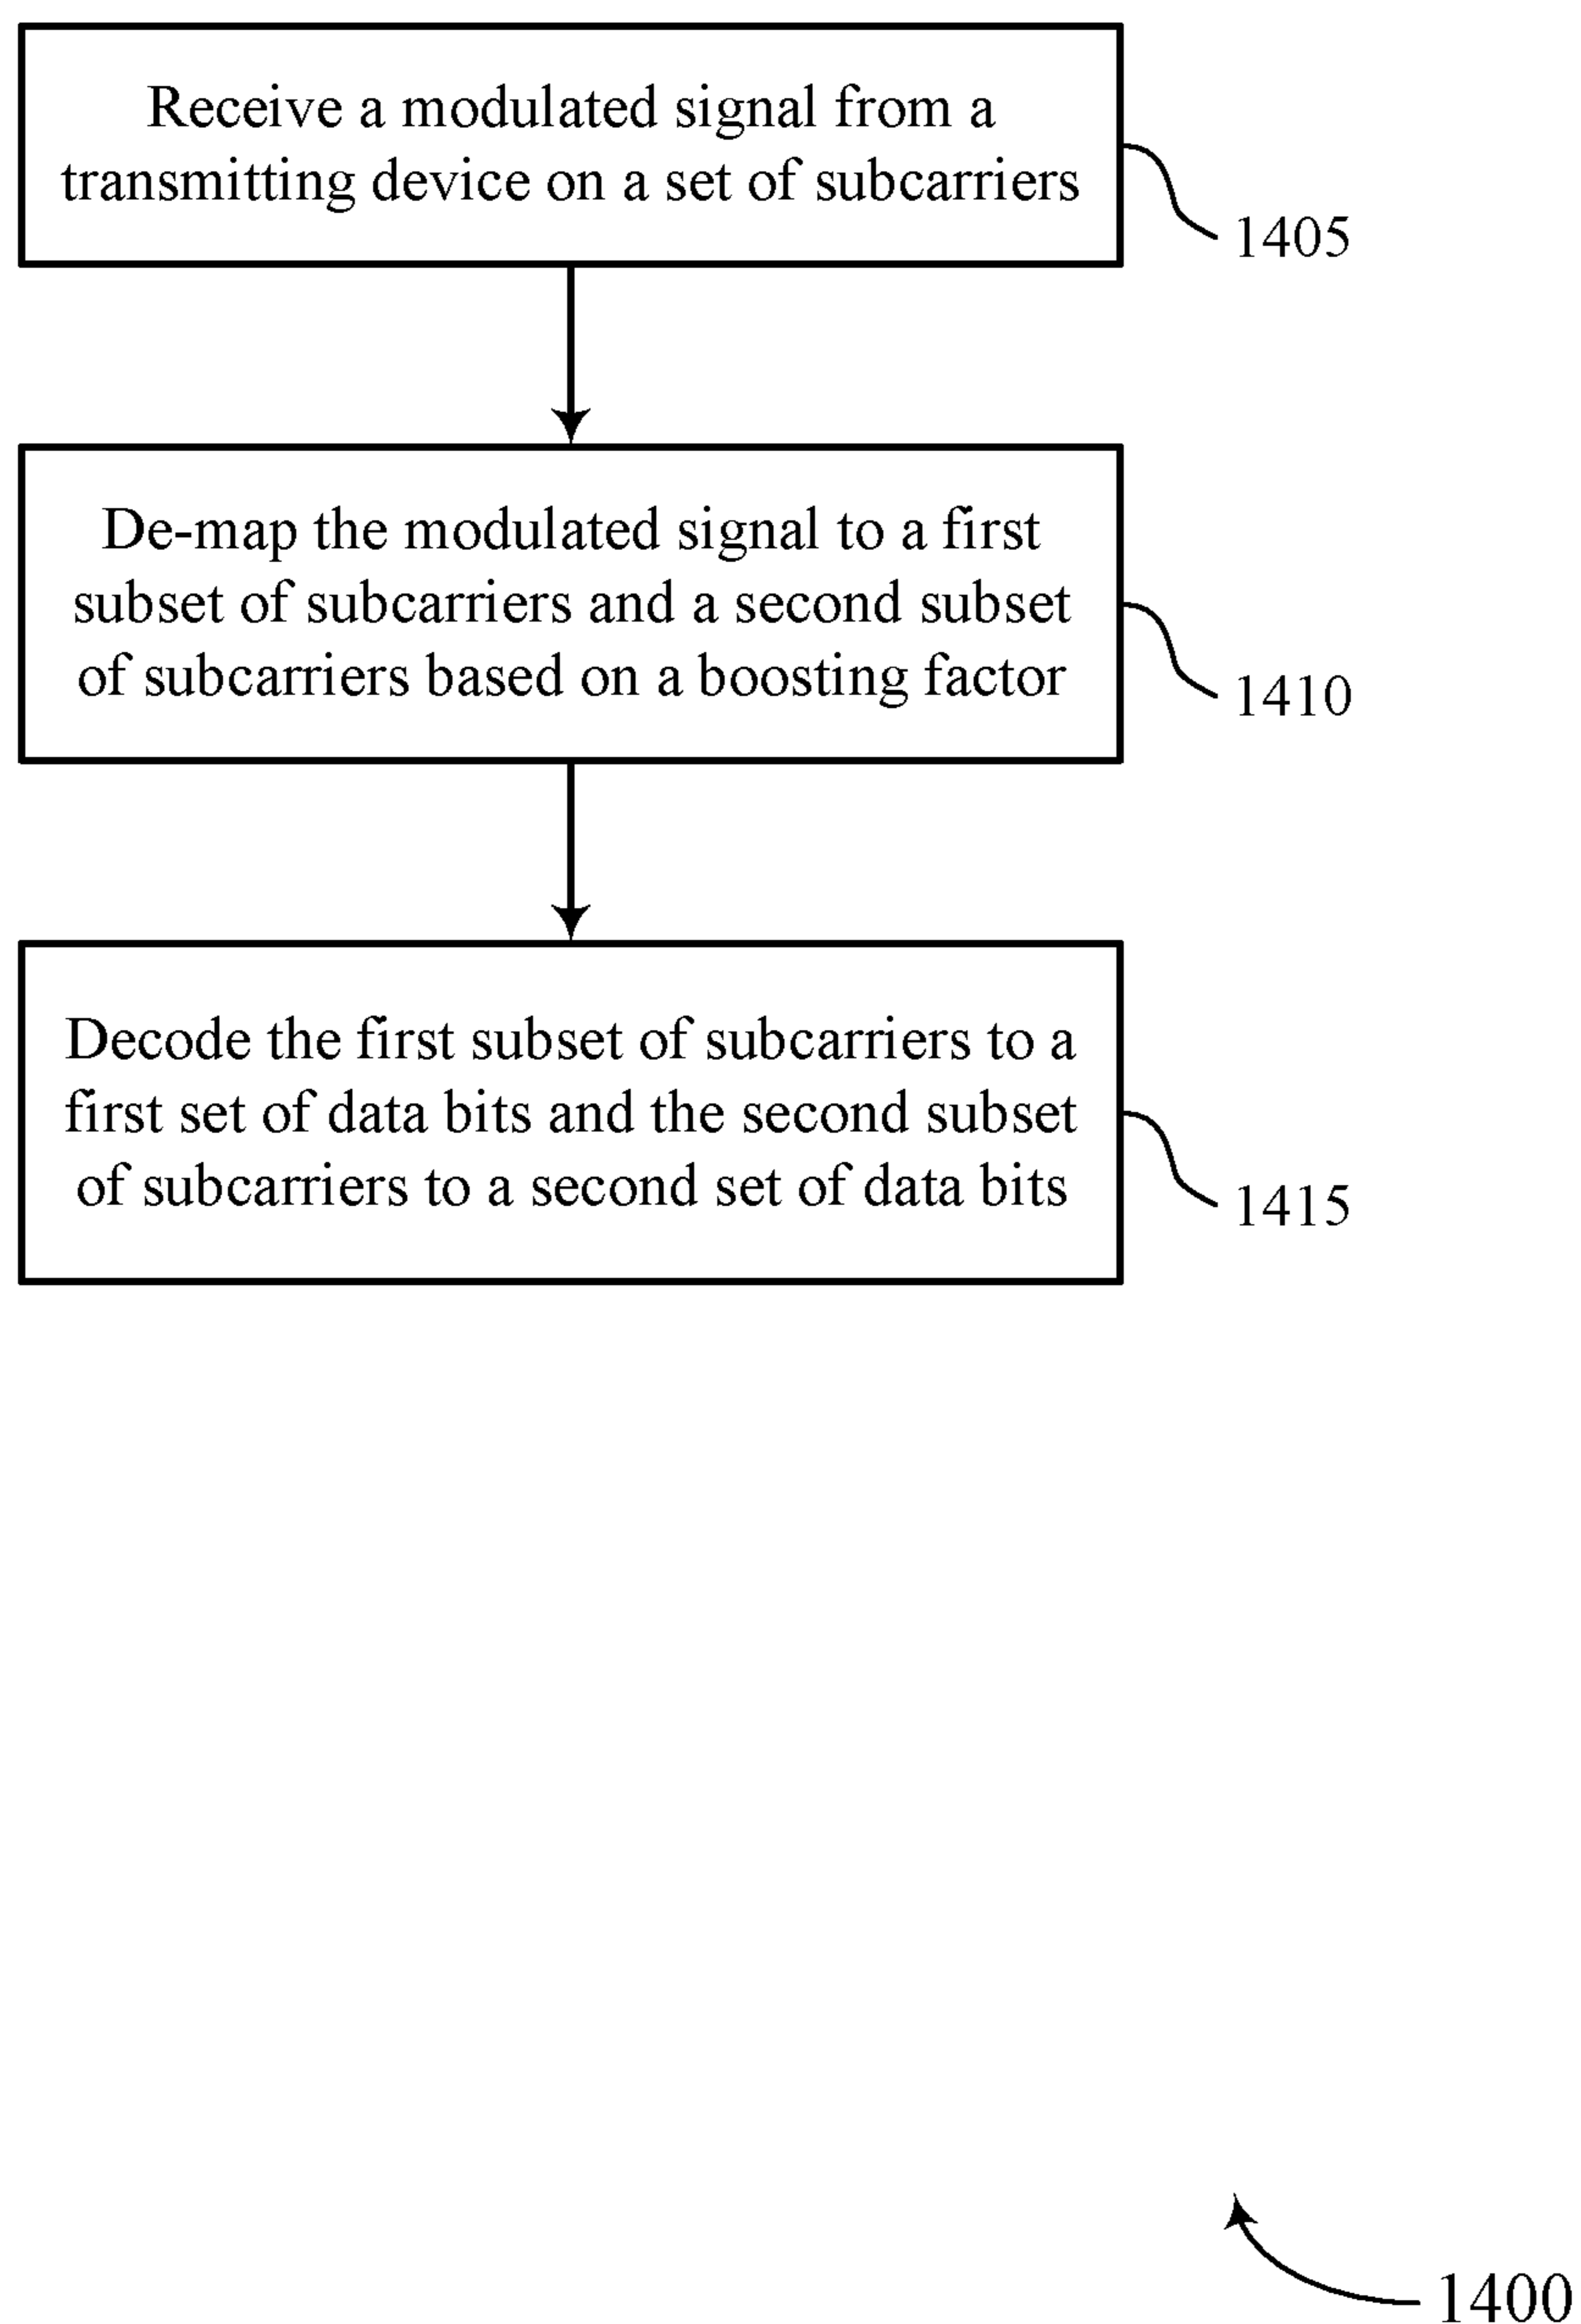 Receive a modulated signal from a
transmitting device on a set of subcarriers
1405
De-map the modulated signal to a first
subset of subcarriers and a second subset
of subcarriers based on a boosting factor
1410
Decode the first subset of subcarriers to a
first set of data bits and the second subset
of subcarriers to a second set of data bits
1415
1400